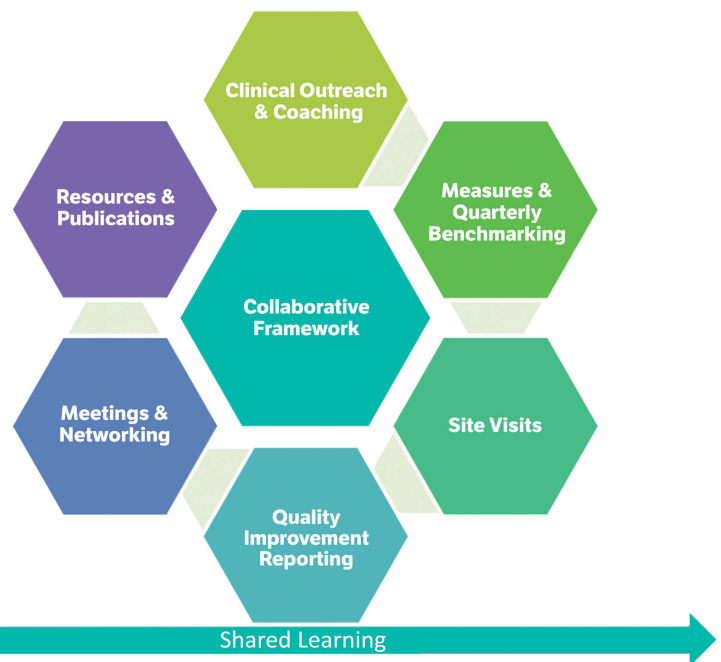 Clinical Outreach
& Coaching
Resources &
Publications
Measures &
Quarterly
Benchmarking
Collaborative
Framework
Meetings &
Networking
Site Visits
Quality
Improvement
Reporting
Shared Learning